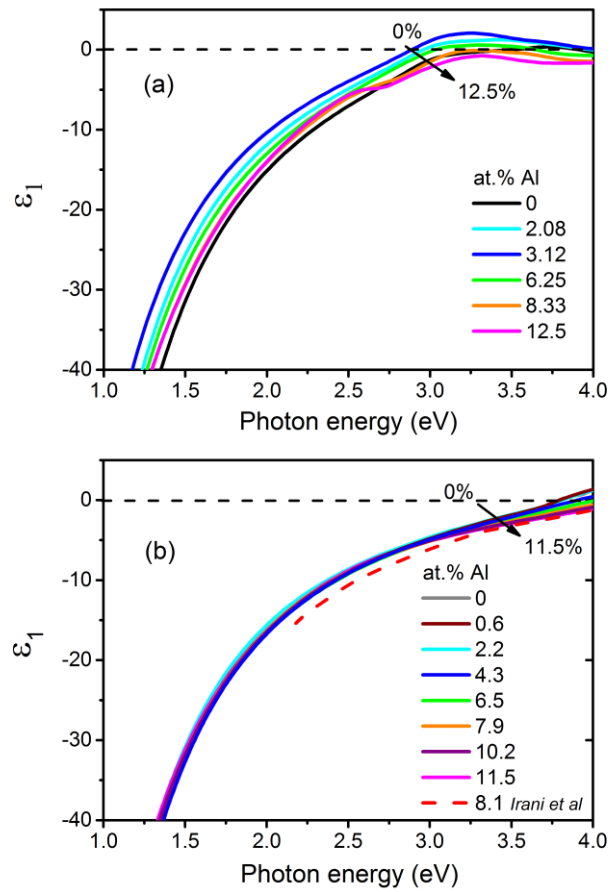 0
0%
(a)
12.5%
-10
ε1
at.% Al
0
-20
2.08
3.12
6.25
-30
8.33
12.5
-40
1.0 1.5 2.0 2.5 3.0 3.5 4.0
Photon energy (eV)
0
0%
(b)
11.5%
-10
at.% Al
ε1
0
0.6
-20
2.2
4.3
6.5
-30
7.9
10.2
11.5
8.1 Irani et al
-40
1.0 1.5 2.0 2.5 3.0 3.5 4.0
Photon energy (eV)